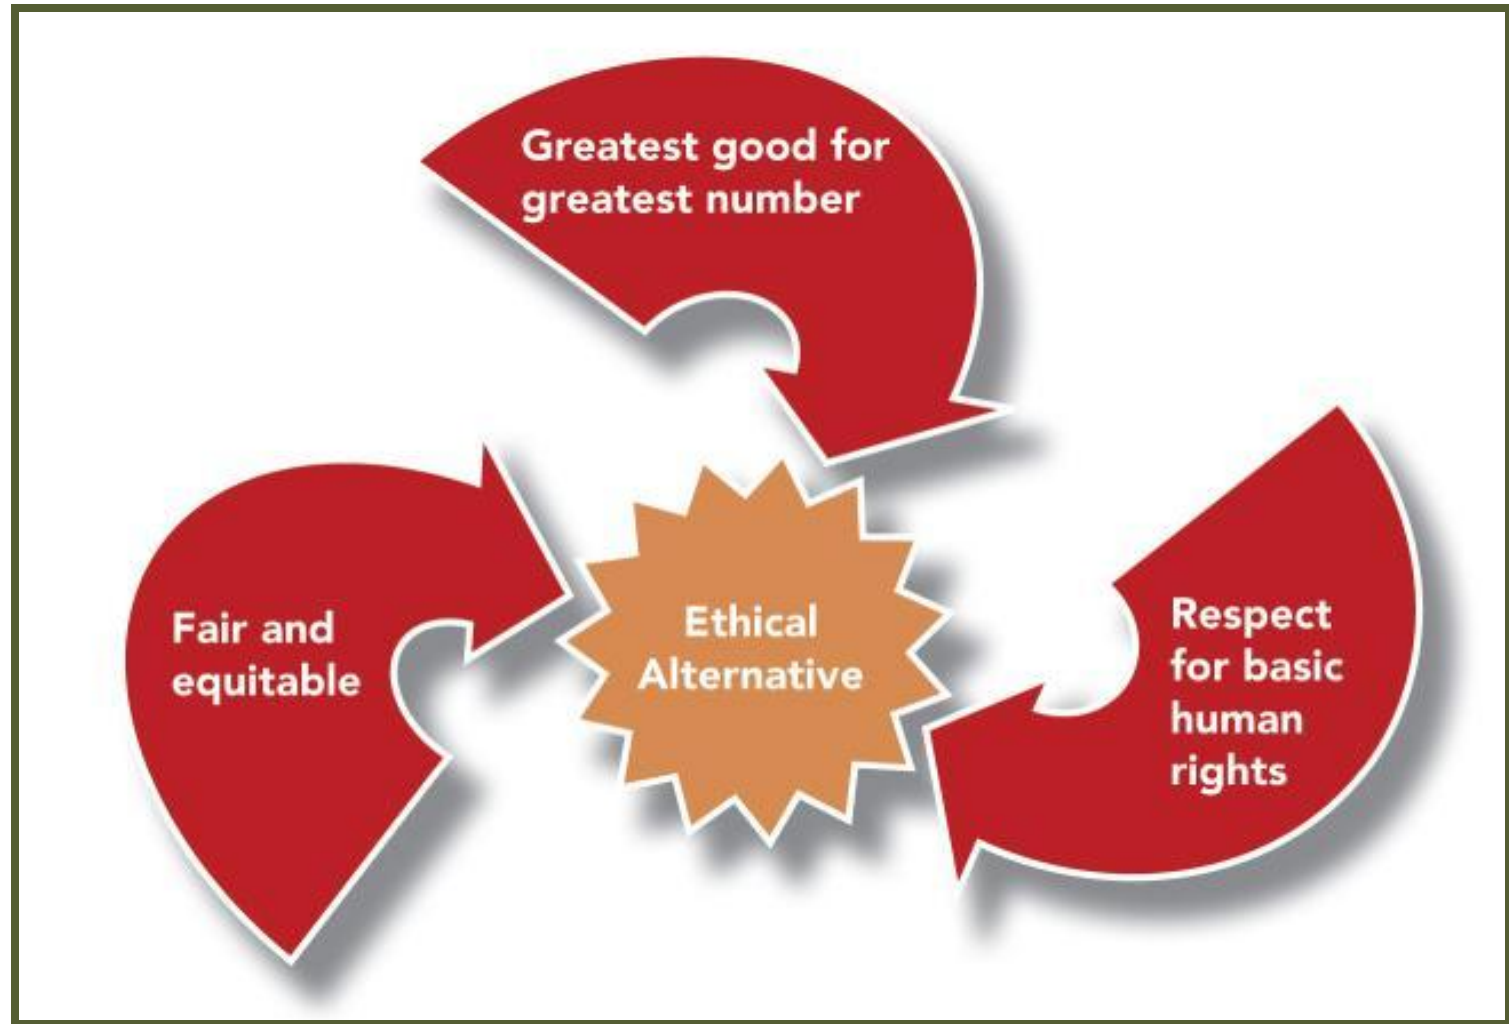 Greatest good for
greatest number
Fair and
equitable
Ethical
Alternative
Respect
for basic
human
rights